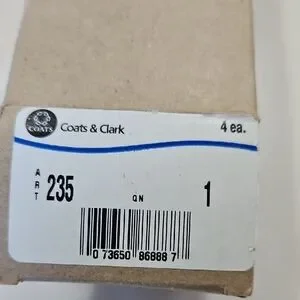 COATS Coats & Clark 4 ea.
ART 235 QN 1
0 73650 86888 7